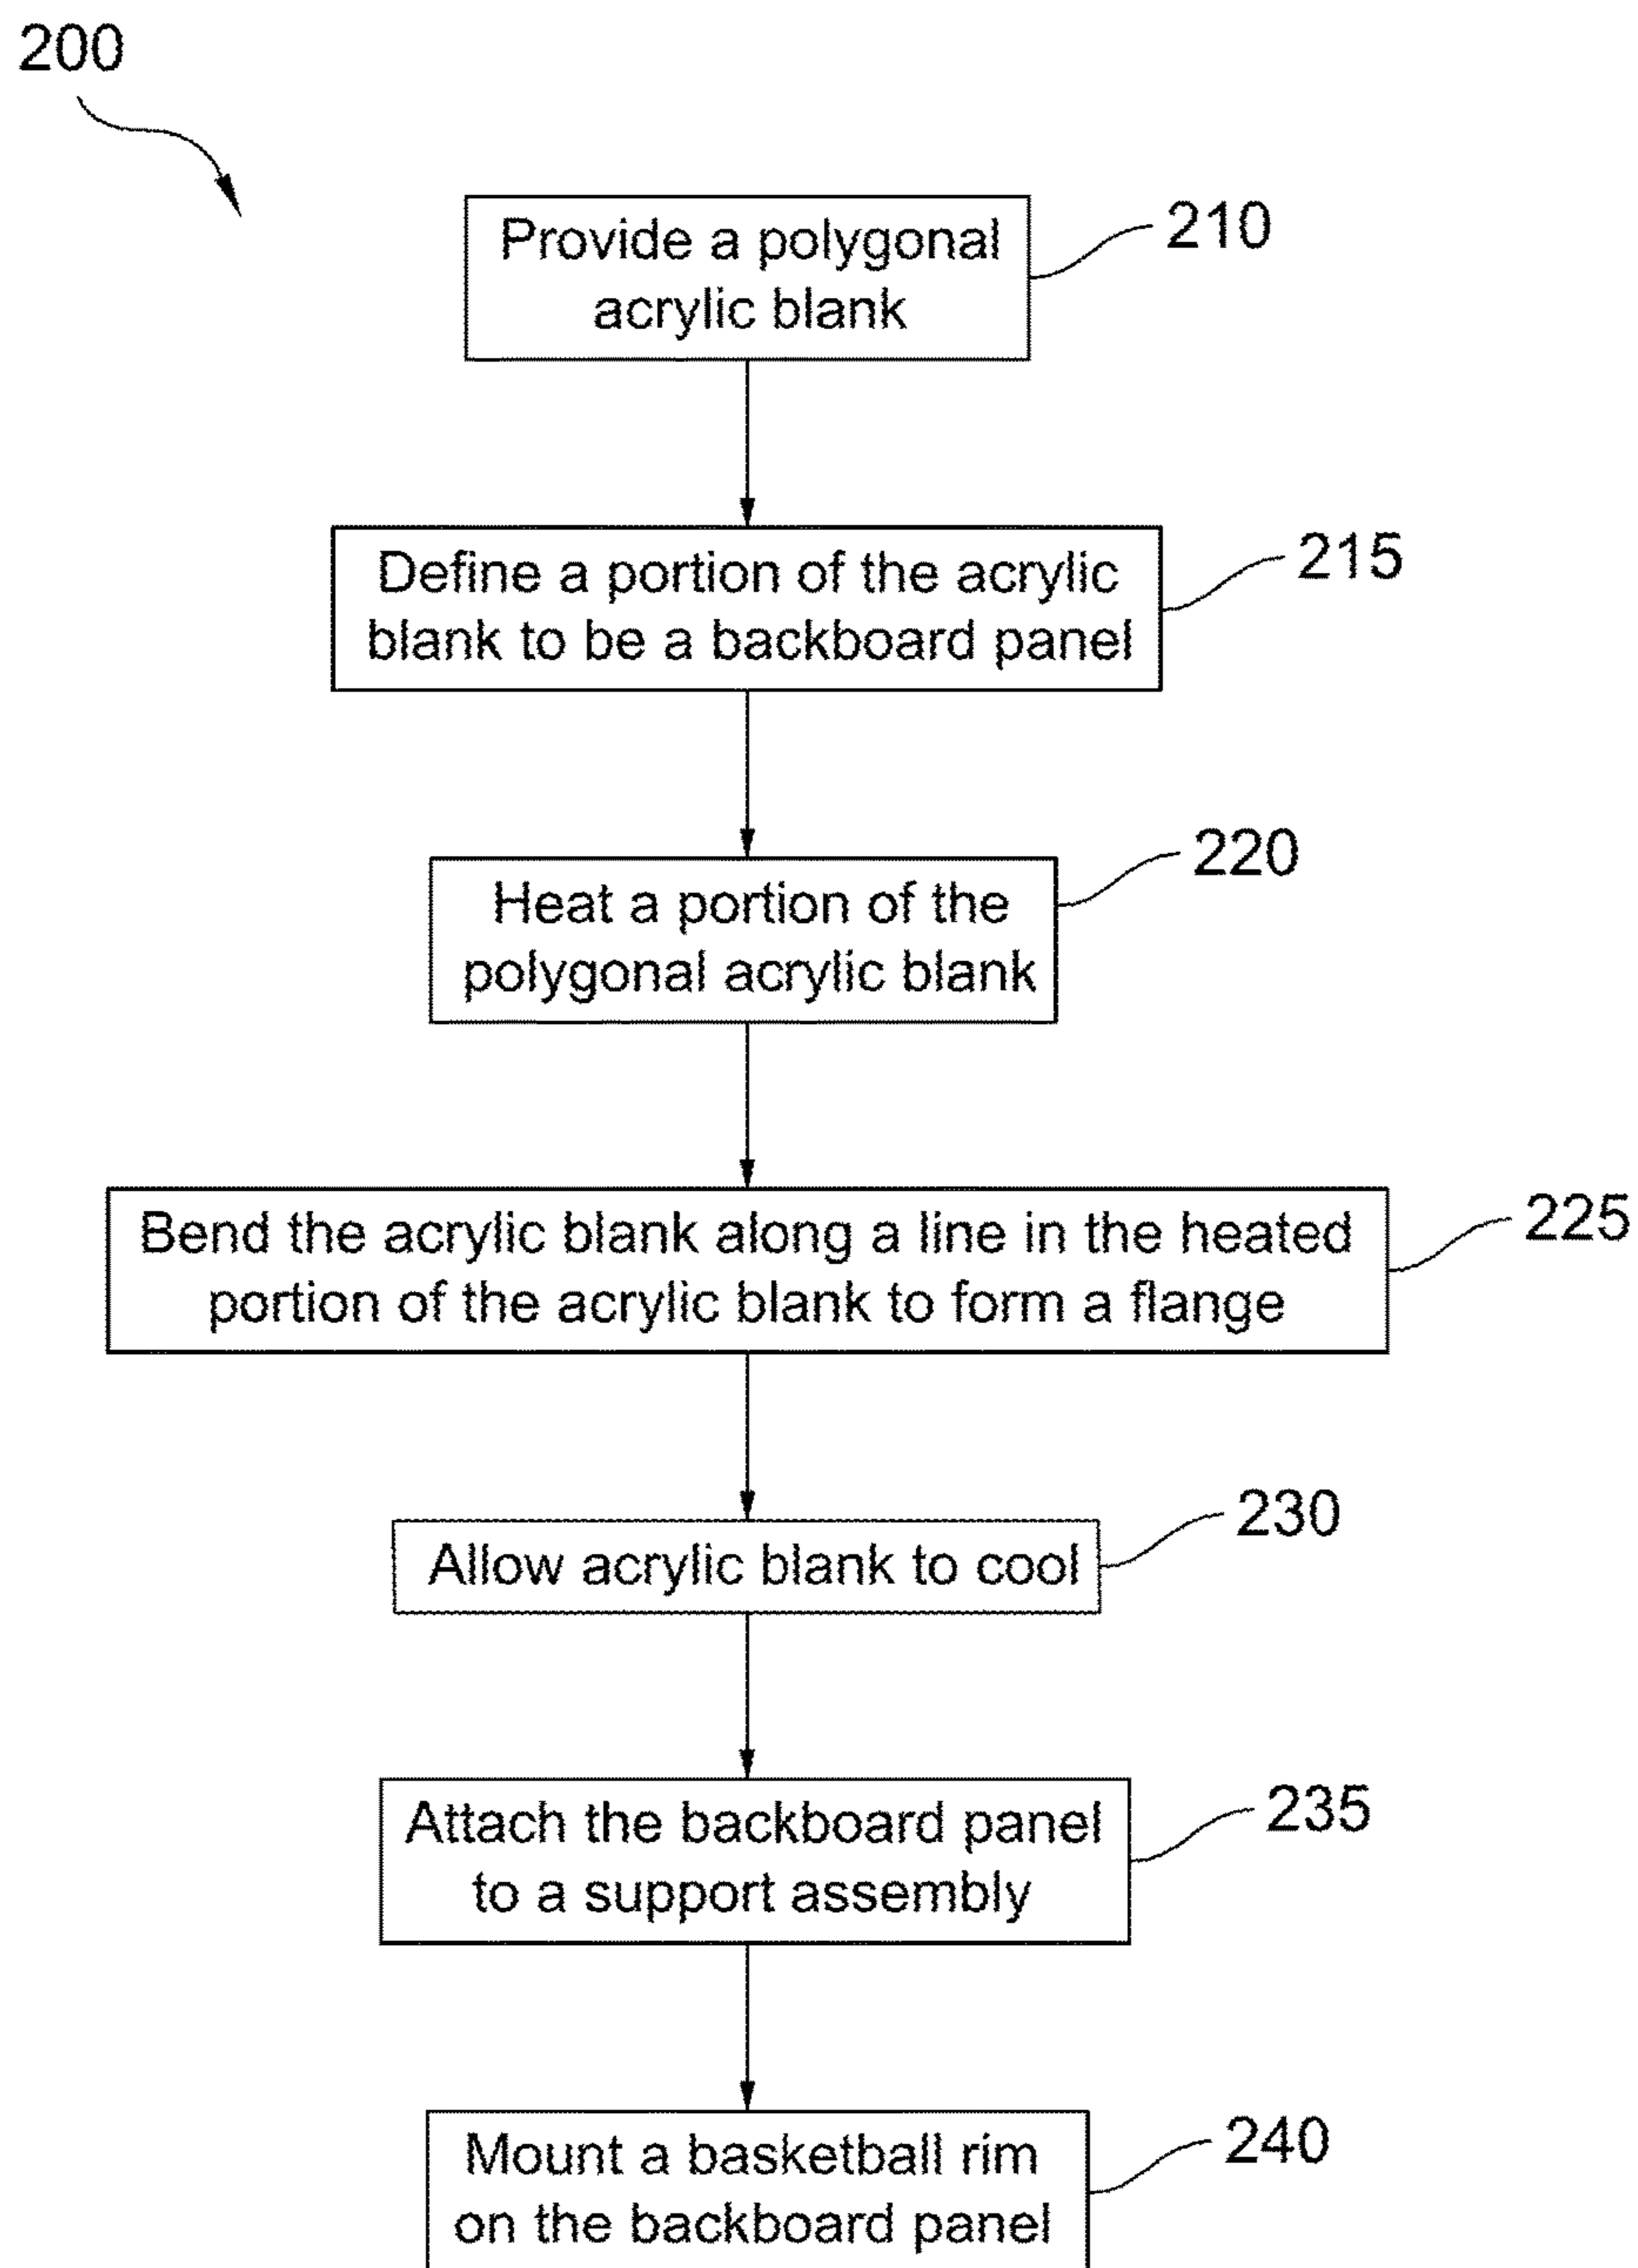 200
Provide a polygonal
acrylic blank
210
Define a portion of the acrylic
blank to be a backboard panel
215
Heat a portion of the
polygonal acrylic blank
220
Bend the acrylic blank along a line in the heated
portion of the acrylic blank to form a flange
225
Allow acrylic blank to cool
230
Attach the backboard panel
to a support assembly
235
Mount a basketball rim
on the backboard panel
240